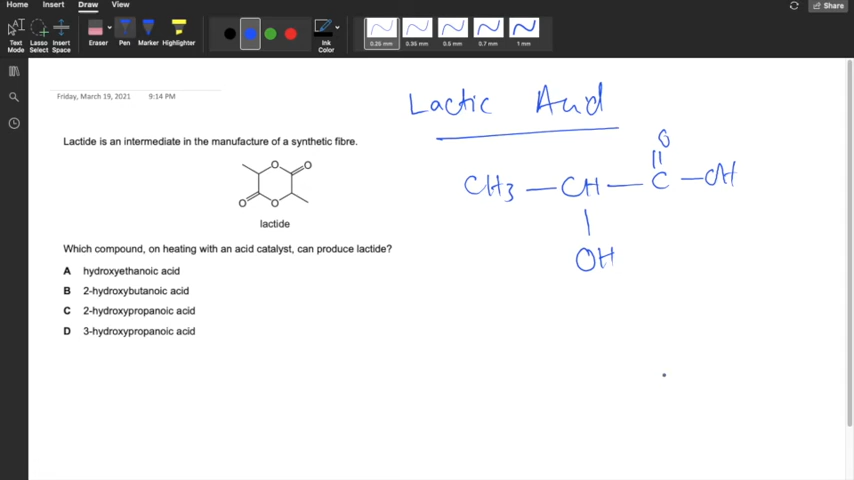 Home Insert Draw View
Share
Text Mode
Lasso Select
Insert Space
Eraser
Pen
Marker
Highlighter
Ink Color
0.25 mm
0.35 mm
0.5 mm
0.7 mm
1 mm
Friday, March 19, 2021 9:14 PM
Lactic Acid
Lactide is an intermediate in the manufacture of a synthetic fibre.
O O
O O
lactide
O
||
CH3 — CH — C — OH
|
OH
Which compound, on heating with an acid catalyst, can produce lactide?
A hydroxyethanoic acid
B 2-hydroxybutanoic acid
C 2-hydroxypropanoic acid
D 3-hydroxypropanoic acid